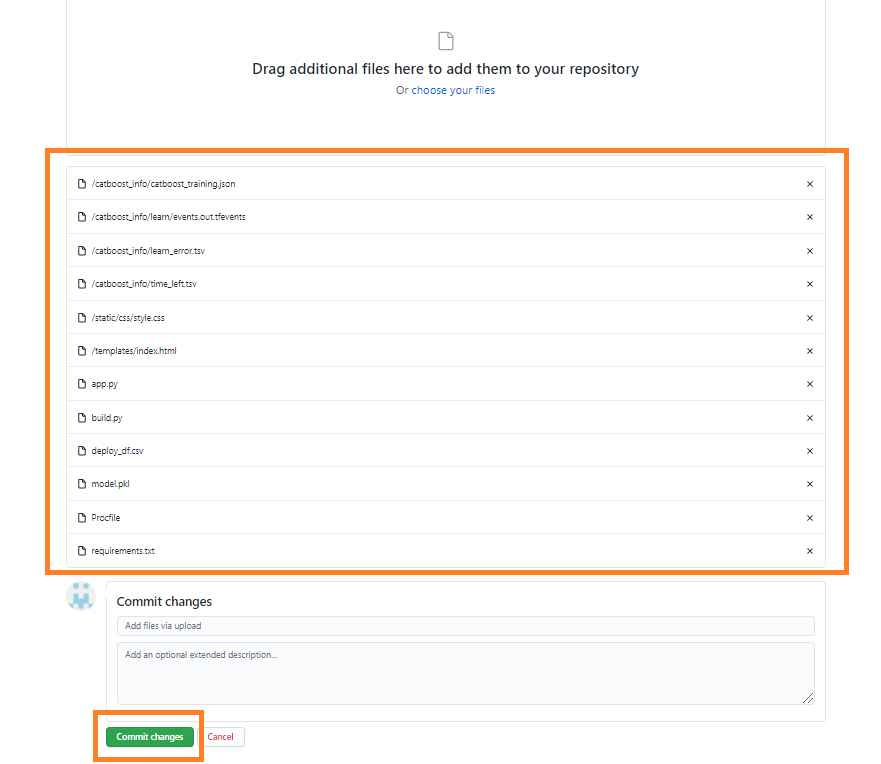 Drag additional files here to add them to your repository
Or choose your files
/catboost_info/catboost_training.json
/catboost_info/learn/events.out.tfevents
/catboost_info/learn_error.tsv
/catboost_info/time_left.tsv
/static/css/style.css
/templates/index.html
app.py
build.py
deploy_df.csv
model.pkl
Procfile
requirements.txt
Commit changes
Add files via upload
Add an optional extended description...
Commit changes Cancel